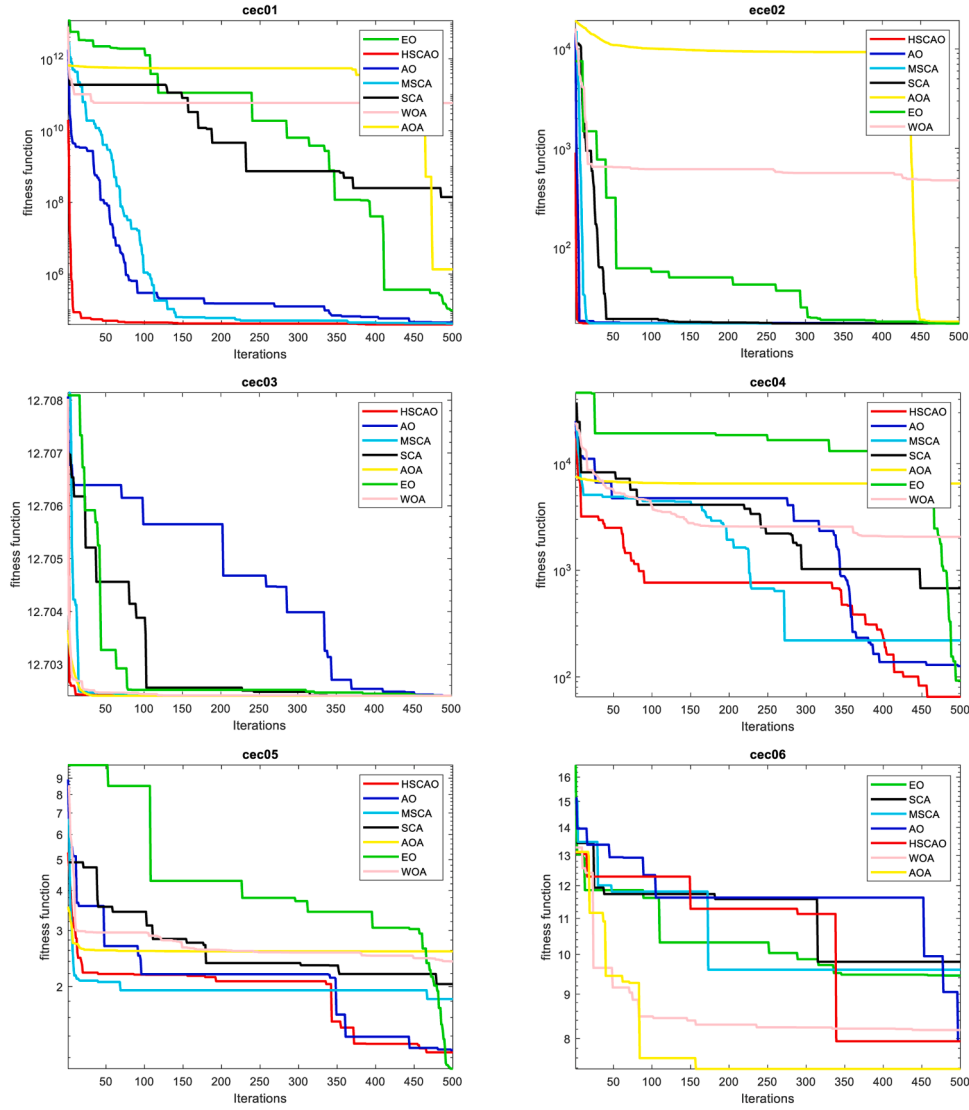 cec01
10^12
10^10
10^8
10^6
fitness function
EO
HSCAO
AO
MSCA
SCA
WOA
AOA
50 100 150 200 250 300 350 400 450 500
Iterations
ece02
10^4
10^3
10^2
fitness function
HSCAO
AO
MSCA
SCA
AOA
EO
WOA
50 100 150 200 250 300 350 400 450 500
Iterations
cec03
12.708
12.707
12.706
12.705
12.704
12.703
fitness function
HSCAO
AO
MSCA
SCA
AOA
EO
WOA
50 100 150 200 250 300 350 400 450 500
Iterations
cec04
10^4
10^3
10^2
fitness function
HSCAO
AO
MSCA
SCA
AOA
EO
WOA
50 100 150 200 250 300 350 400 450 500
Iterations
cec05
9
8
7
6
5
4
3
2
fitness function
HSCAO
AO
MSCA
SCA
AOA
EO
WOA
50 100 150 200 250 300 350 400 450 500
Iterations
cec06
16
15
14
13
12
11
10
9
8
fitness function
EO
SCA
MSCA
AO
HSCAO
WOA
AOA
50 100 150 200 250 300 350 400 450 500
Iterations